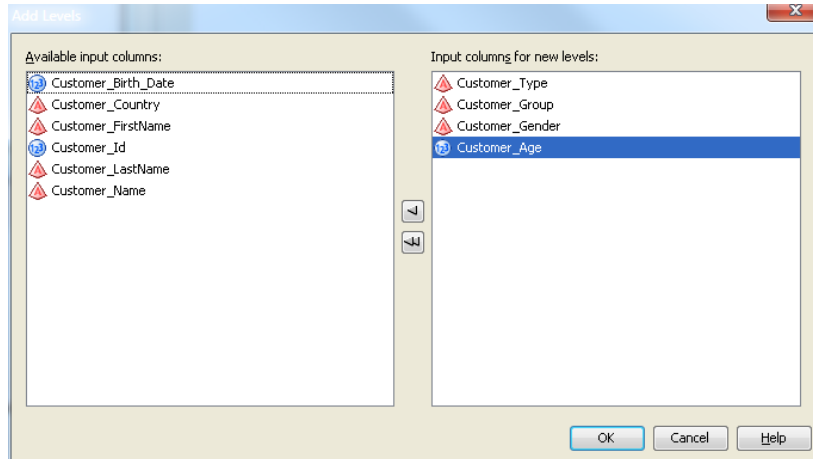 Add Levels
Available input columns:
Customer_Birth_Date
Customer_Country
Customer_FirstName
Customer_Id
Customer_LastName
Customer_Name
Input columns for new levels:
Customer_Type
Customer_Group
Customer_Gender
Customer_Age
OK
Cancel
Help